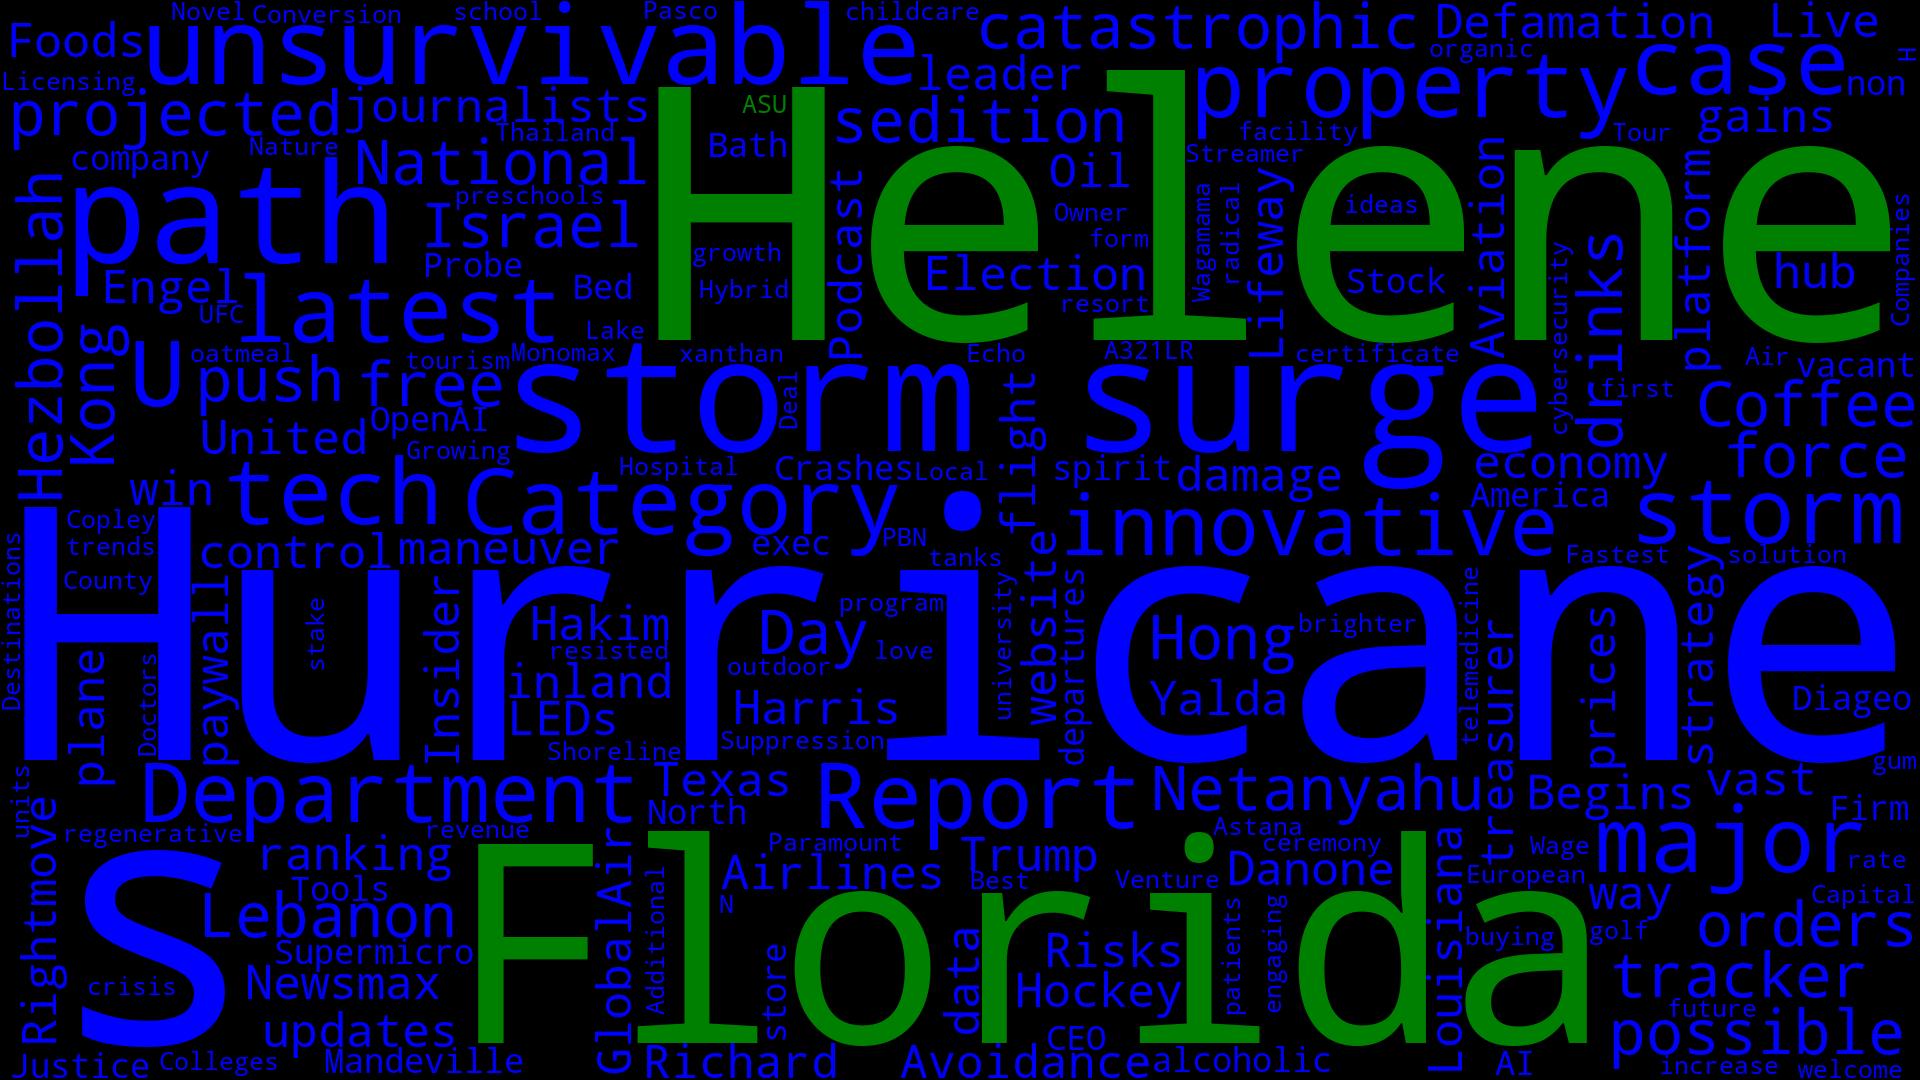 Novel
Conversion
school
Pasco
childcare
catastrophic
Defamation
Live
Foods
unsurvivable
organic
case
H
Licensing
leader
property
non
projected
journalists
ASU
sedition
gains
Thailand
facility
Tour
Helene
company
Nature
National
Bath
Streamer
Oil
path
preschools
Israel
Podcast
Owner
Wagamama
radical
Lifeway
ideas
Aviation
platform
Companies
Hezbollah
growth
form
Probe
Election
Stock
hub
Engel
latest
Bed
Hybrid
resort
cybersecurity
drinks
UFC
Lake
Kong
U
oatmeal
tourism
Monomax
xanthan
Echo
A321LR
certificate
Air
vacant
push
free
storm surge
Deal
first
Coffee
OpenAI
flight
United
Growing
force
win
tech
Category
Hospital
Crashes
Local
spirit
damage
economy
America
storm
innovative
Copley
trends
control
maneuver
exec
PBN
tanks
Fastest
solution
Destinations
County
Hurricane
paywall
stake
Insider
Hakim
resisted
Day
program
love
university
website
departures
Hong
brighter
telemedicine
treasurer
prices
strategy
plane
Doctors
inland
outdoor
LEDs
Harris
Yalda
Diageo
Shoreline
Suppression
gum
units
Department
Texas
North
Report
Netanyahu
Begins
vast
Firm
regenerative
revenue
Paramount
Astana
ceremony
major
Wage
rate
Rightmove
s
ranking
Tools
GlobalAir
Airlines
Trump
Best
Venture
Danone
Louisiana
European
way
Capital
Lebanon
Florida
Additional
N
patients
engaging
buying
golf
orders
Supermicro
store
data
Risks
crisis
Newsmax
Hockey
tracker
future
updates
CEO
possible
Justice
Colleges
Mandeville
Richard
Avoidance
alcoholic
AI
increase
welcome